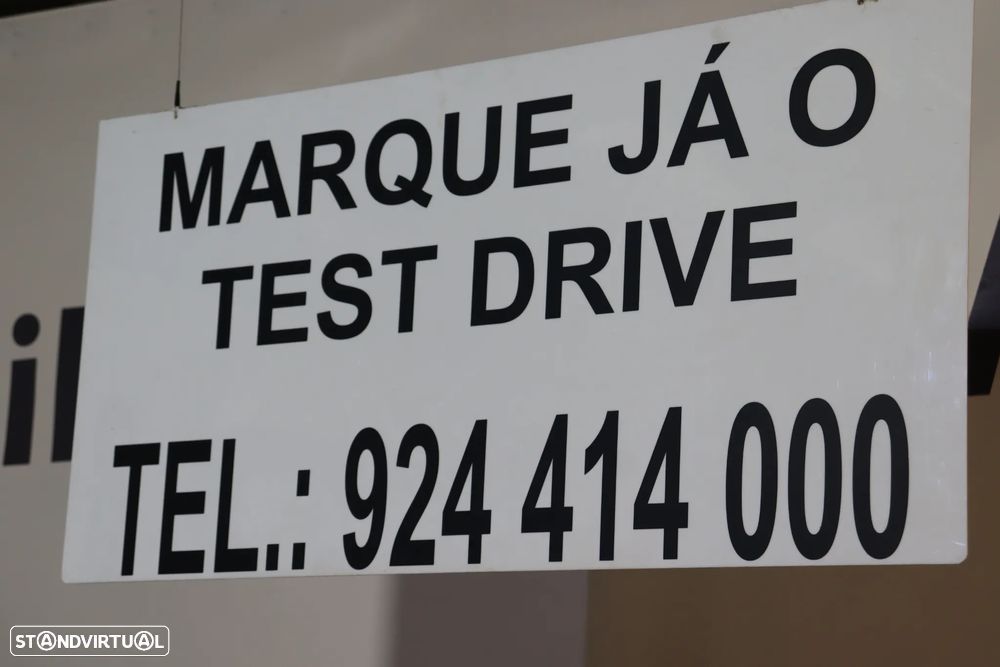 MARQUE JÁ O
TEST DRIVE
TEL.: 924 414 000
STANDVIRTUAL